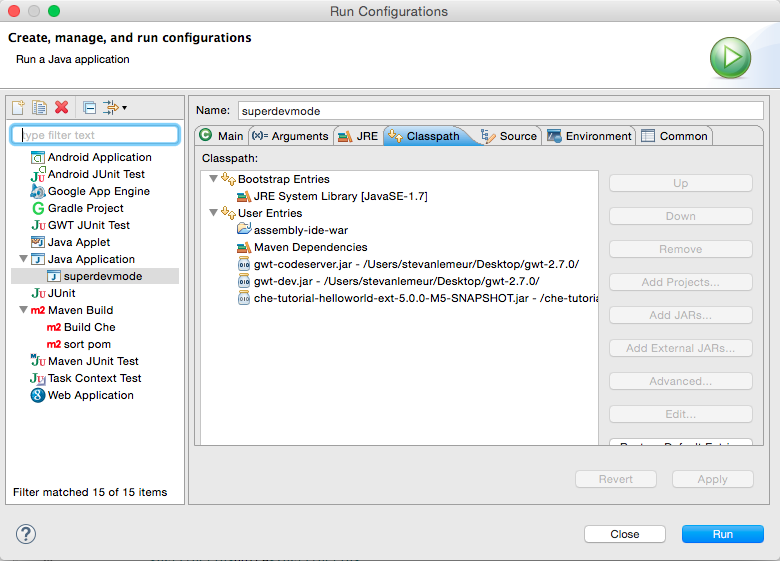 Run Configurations
Create, manage, and run configurations
Run a Java application
type filter text
Android Application
Android JUnit Test
Google App Engine
Gradle Project
GWT JUnit Test
Java Applet
Java Application
superdevmode
JUnit
Maven Build
m2 Build Che
m2 sort pom
Maven JUnit Test
Task Context Test
Web Application
Filter matched 15 of 15 items
Name: superdevmode
Main (x)= Arguments JRE Classpath Source Environment Common
Classpath:
Bootstrap Entries
JRE System Library [JavaSE-1.7]
User Entries
assembly-ide-war
Maven Dependencies
gwt-codeserver.jar - /Users/stevanlemeur/Desktop/gwt-2.7.0/
gwt-dev.jar - /Users/stevanlemeur/Desktop/gwt-2.7.0/
che-tutorial-helloworld-ext-5.0.0-M5-SNAPSHOT.jar - /che-tutoria
Up
Down
Remove
Add Projects...
Add JARs...
Add External JARs...
Advanced...
Edit...
Revert Apply
? Close Run